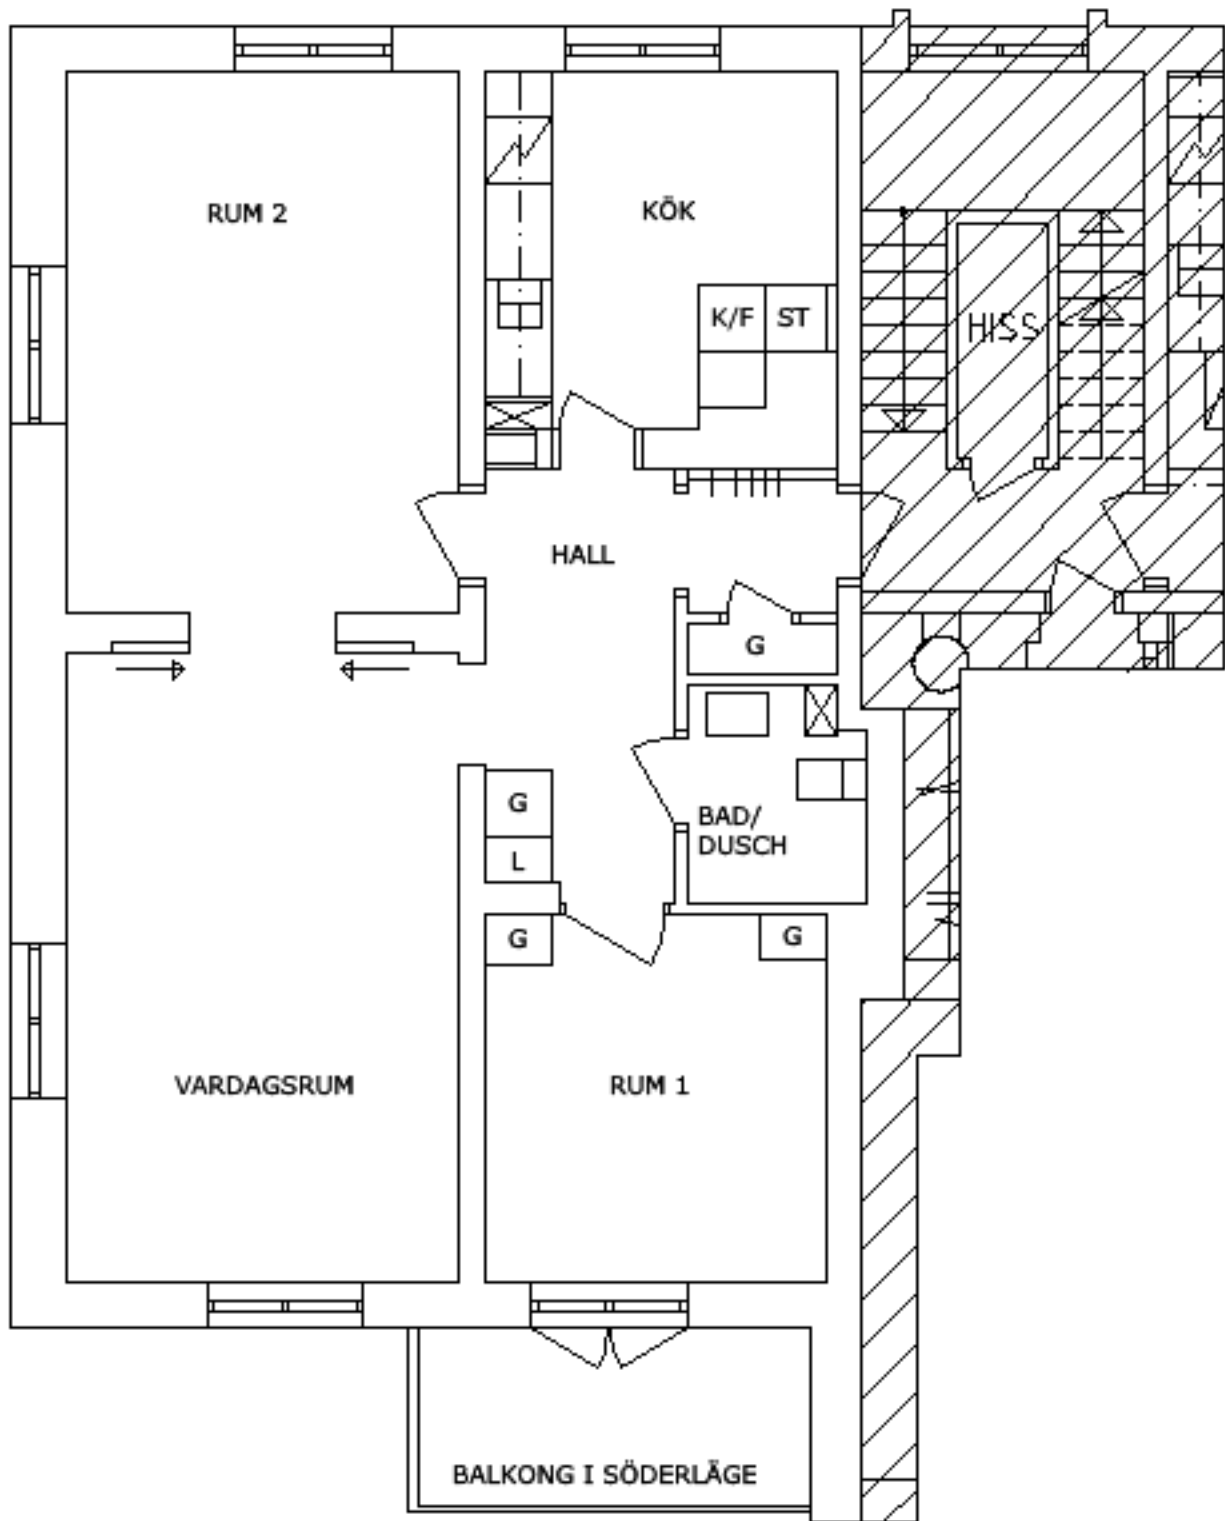 RUM 2
KÖK
K/F
ST
HISS
HALL
G
G
BAD/
DUSCH
L
G
G
VARDAGSRUM
RUM 1
BALKONG I SÖDERLÄGE